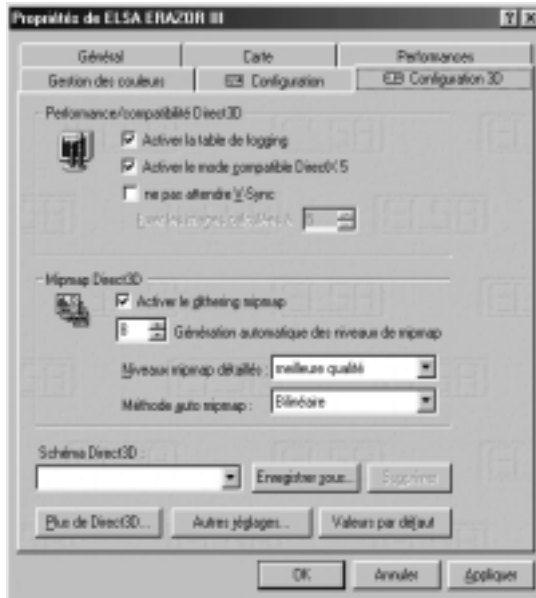 Propriétés de ELSA ERAZOR III
Général
Carte
Performances
Gestion des couleurs
Configuration
Configuration 3D
Performance/compatibilité Direct3D
Activer la table de fogging
Activer le mode compatible DirectX 5
ne pas attendre V-Sync
Mipmap Direct3D
Activer le dithering mipmap
8
Génération automatique des niveaux de mipmap
Niveaux mipmap détaillés :
meilleure qualité
Méthode auto mipmap :
Bilinéaire
Schéma Direct3D :
Enregistrer sous...
Supprimer
Plus de Direct3D...
Autres réglages...
Valeurs par défaut
OK
Annuler
Appliquer